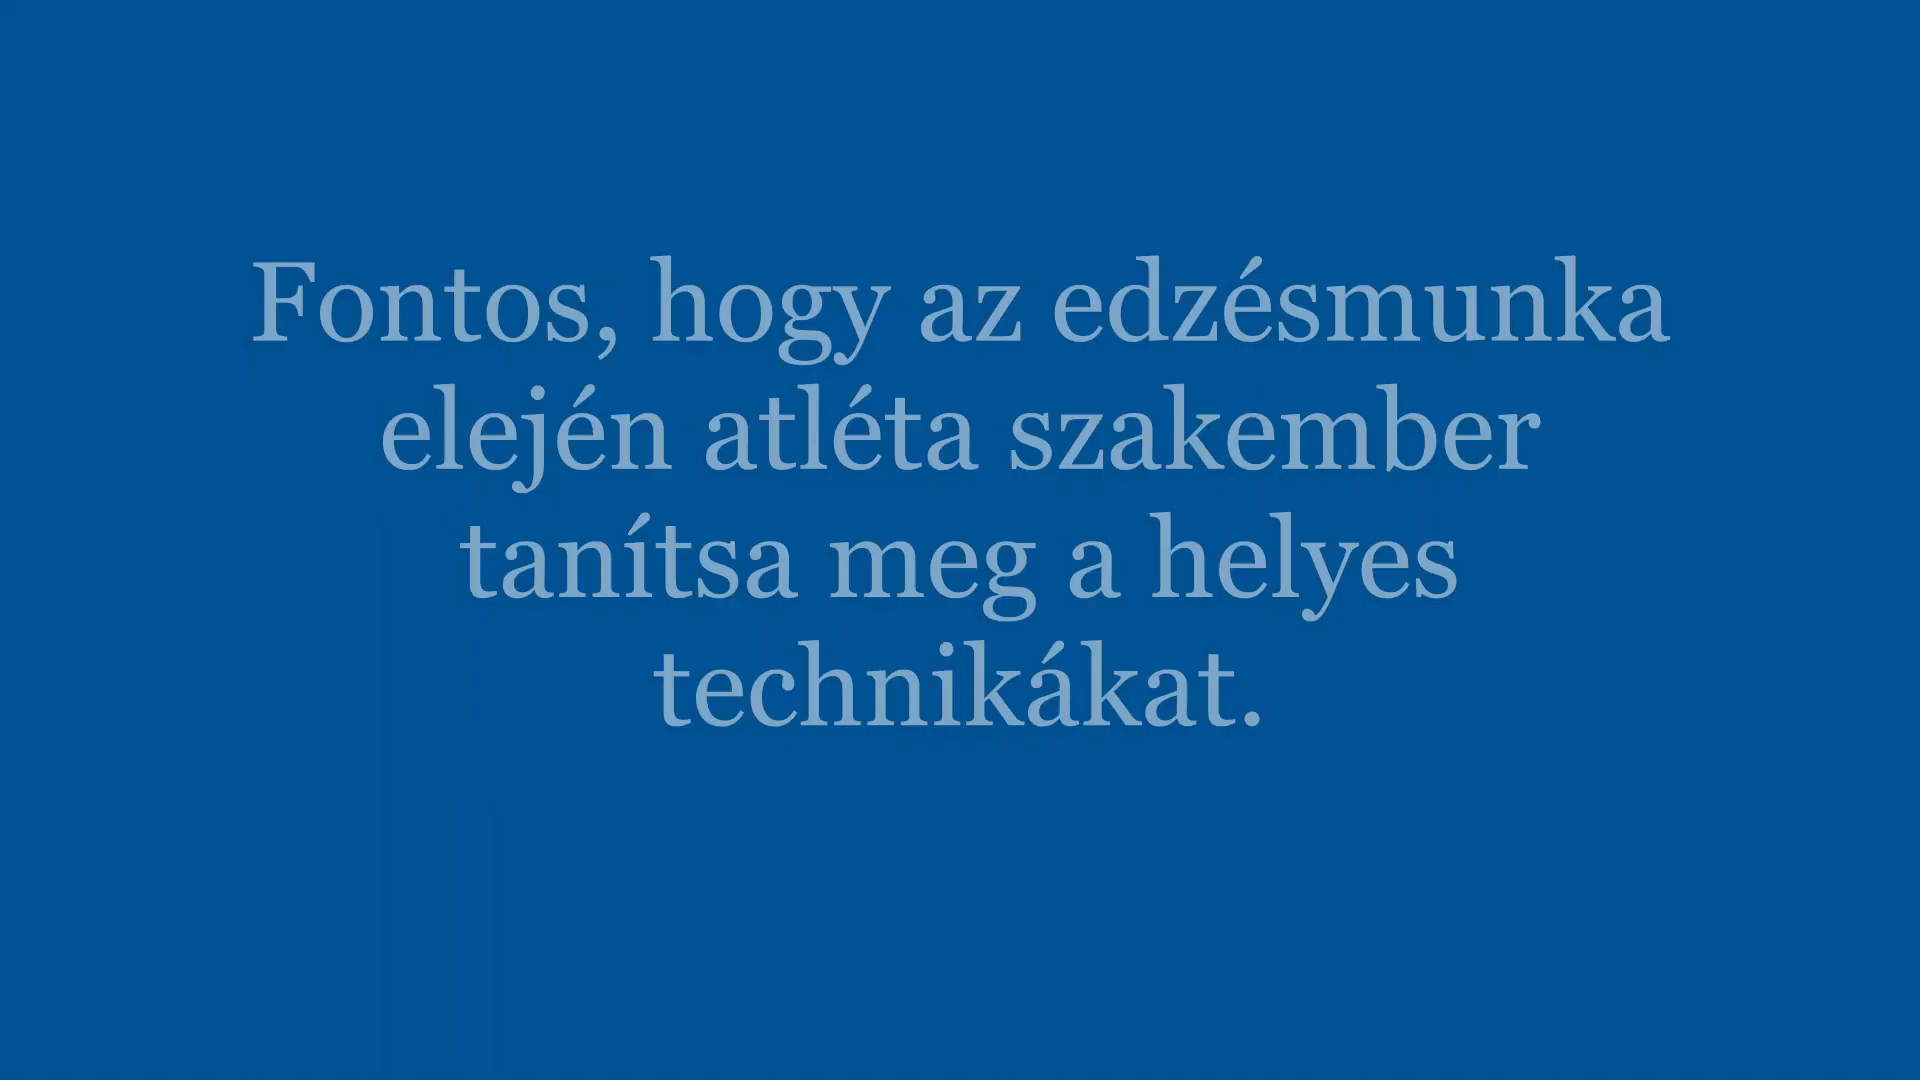 Fontos, hogy az edzésmunka
elején atléta szakember
tanítsa meg a helyes
technikákat.